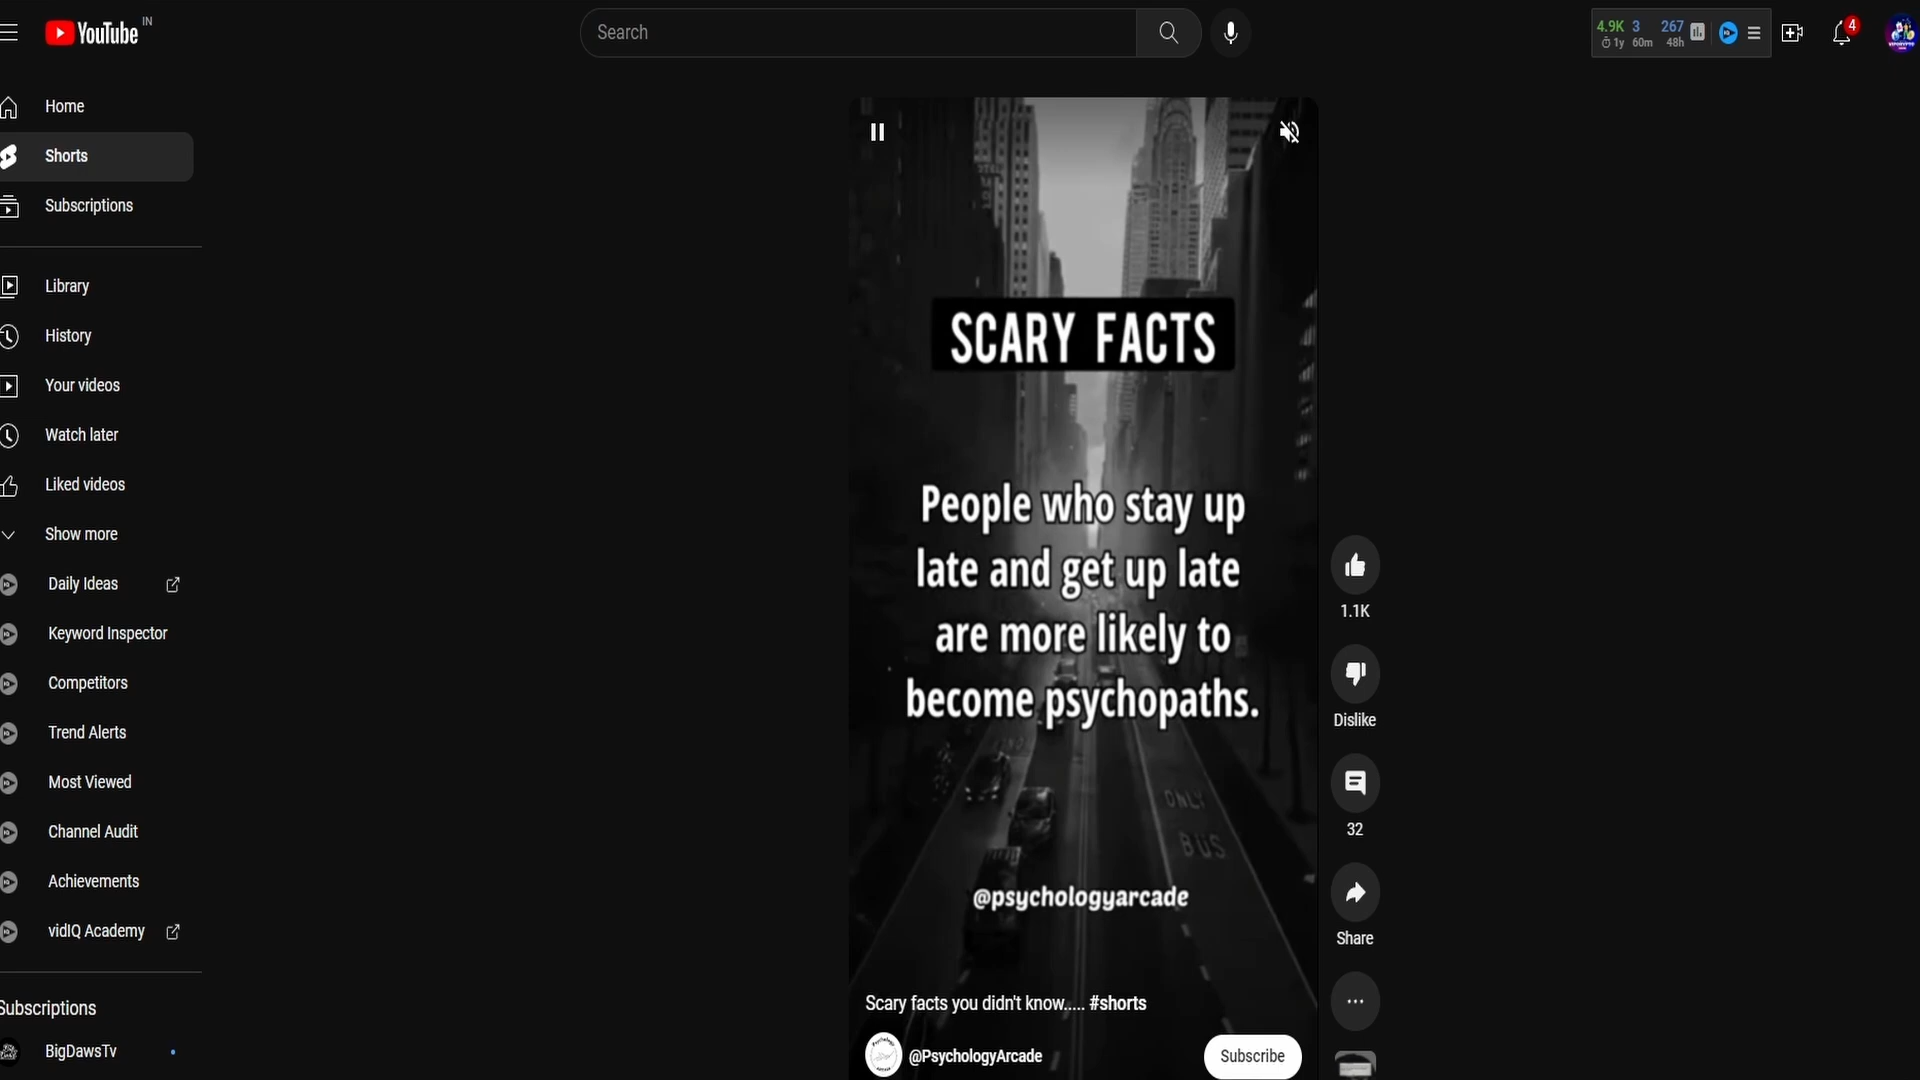 YouTube IN
Search
4.9K 3 267
1y 60m 48h
4
Home
Shorts
Subscriptions
Library
History
Your videos
Watch later
Liked videos
Show more
Daily Ideas
Keyword Inspector
Competitors
Trend Alerts
Most Viewed
Channel Audit
Achievements
vidIQ Academy
Subscriptions
BigDawsTv
SCARY FACTS
People who stay up
late and get up late
are more likely to
become psychopaths.
ONLY
BUS
@psychologyarcade
Scary facts you didn't know..... #shorts
@PsychologyArcade
Subscribe
1.1K
Dislike
32
Share